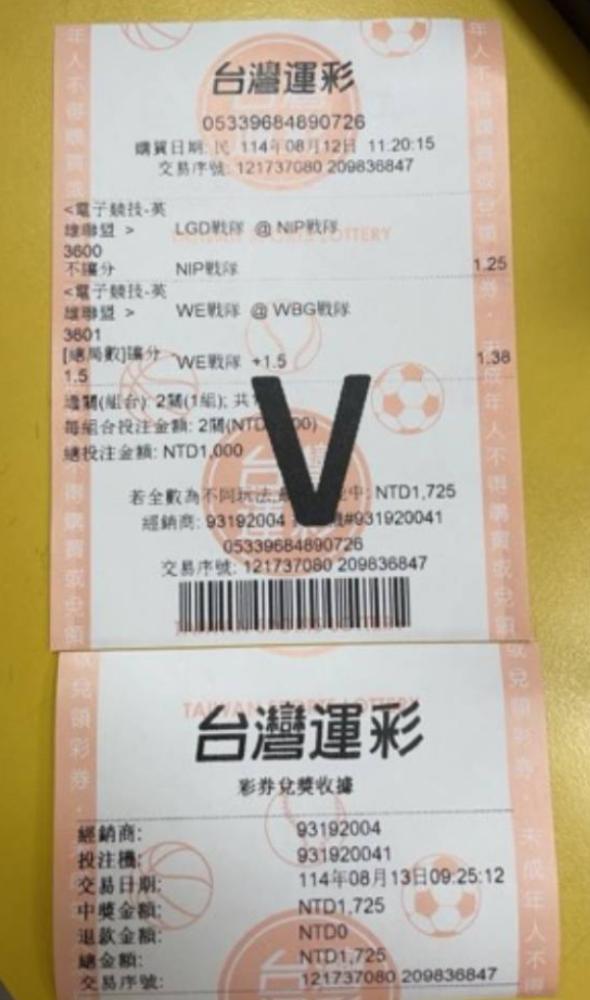 台灣運彩
05339684890726
購買日期: 民 114年08月12日 11:20:15
交易序號: 121737080 209836847
<電子競技-英
雄聯盟 > LGD戰隊 @ NIP戰隊
3600
不讓分 NIP戰隊 1.25
<電子競技-英
雄聯盟 > WE戰隊 @ WBG戰隊
3601
[總局數]讓分 WE戰隊 +1.5 1.38
1.5
過關(組合): 2關(1組); 共
每組合投注金額: 2關(NTD 00)
總投注金額: NTD1,000
V
若全數為不同玩法, 中: NTD1,725
經銷商: 93192004 機#931920041
05339684890726
交易序號: 121737080 209836847
TAIWAN SPORTS LOTTERY
台灣運彩
彩券兌獎收據
經銷商: 93192004
投注機: 931920041
交易日期: 114年08月13日09:25:12
中獎金額: NTD1,725
退款金額: NTD0
總金額: NTD1,725
交易序號: 121737080 209836847